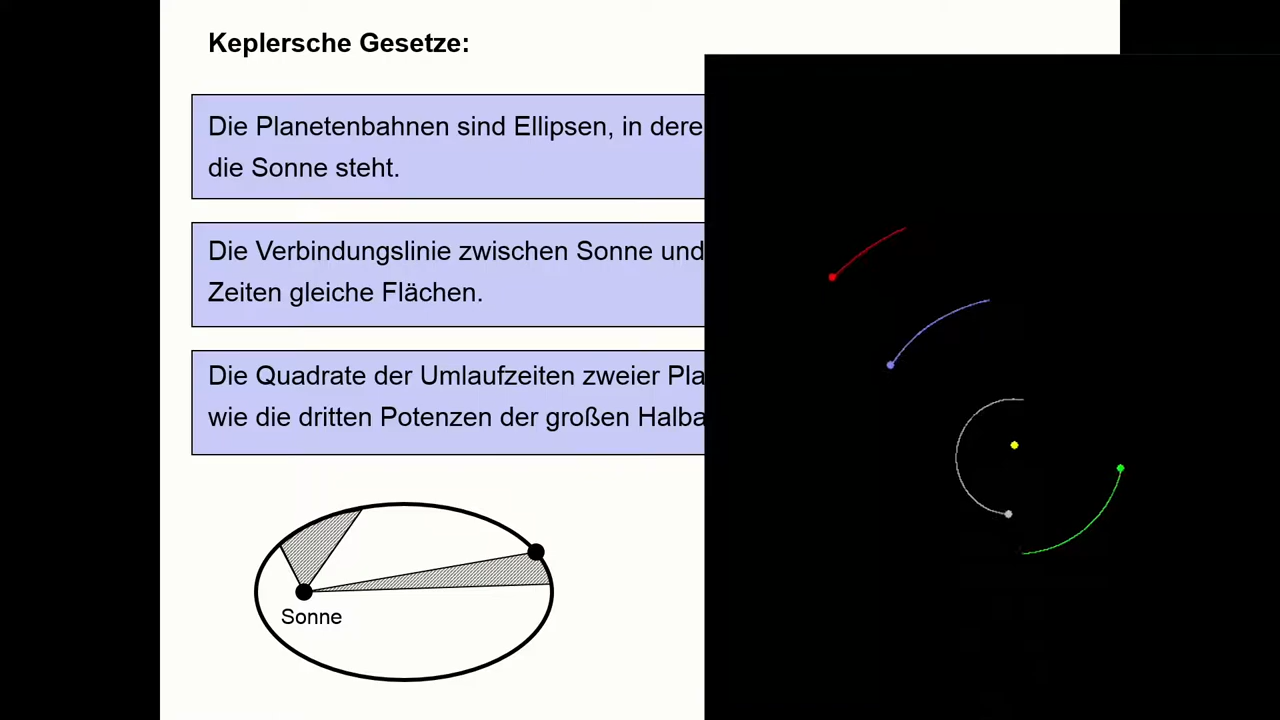 Keplersche Gesetze:
Die Planetenbahnen sind Ellipsen, in dere
die Sonne steht.
Die Verbindungslinie zwischen Sonne und
Zeiten gleiche Flächen.
Die Quadrate der Umlaufzeiten zweier Pla
wie die dritten Potenzen der großen Halba
Sonne